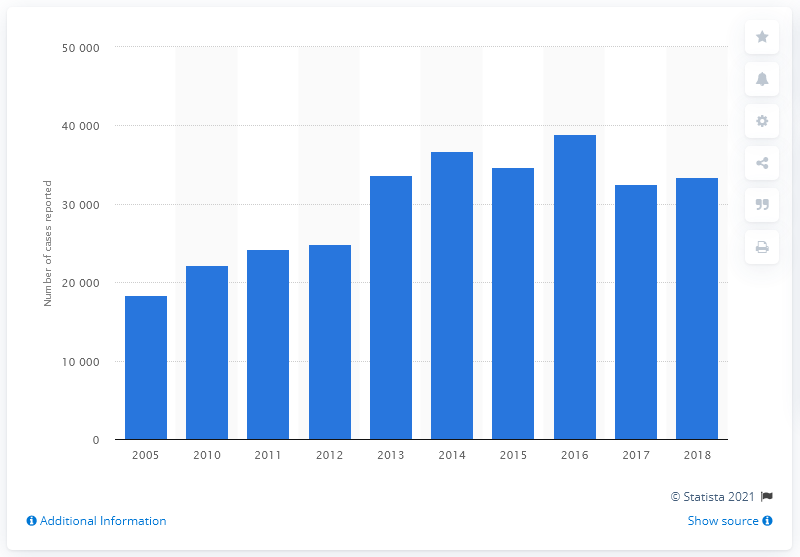 50 000
40 000
30 000
20 000
10 000
0
Number of cases reported
2005 2010 2011 2012 2013 2014 2015 2016 2017 2018
© Statista 2021
Additional Information
Show source